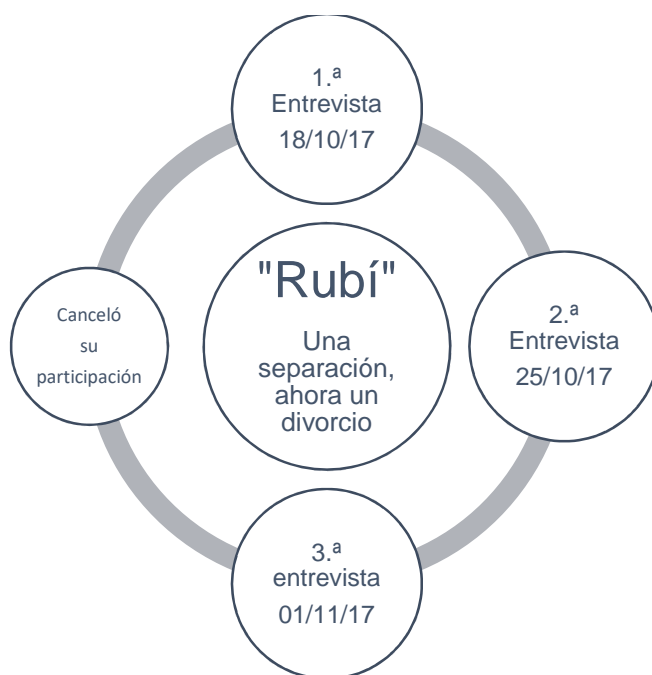 1.ª
Entrevista
18/10/17
"Rubí"
Una
separación,
ahora un
divorcio
2.ª
Entrevista
25/10/17
3.ª
entrevista
01/11/17
Canceló
su
participación